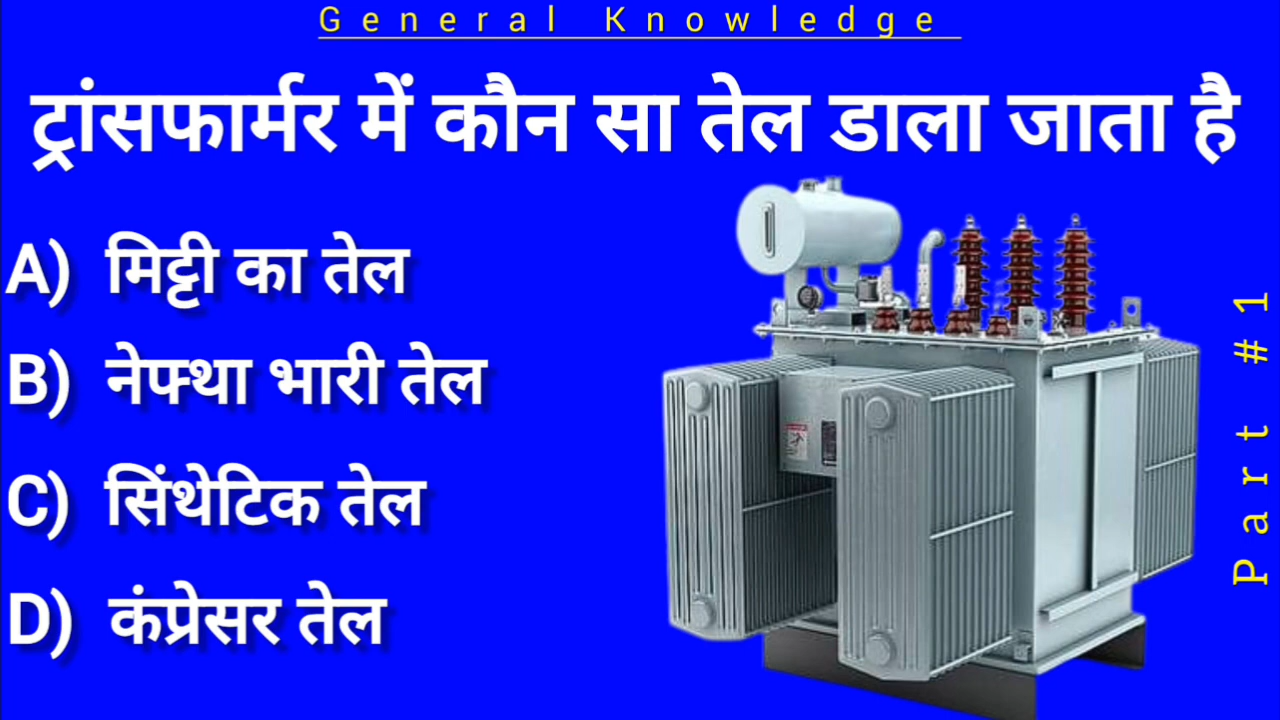 General Knowledge
ट्रांसफार्मर में कौन सा तेल डाला जाता है
A) मिट्टी का तेल
B) नेफ्था भारी तेल
C) सिंथेटिक तेल
D) कंप्रेसर तेल
Part #1